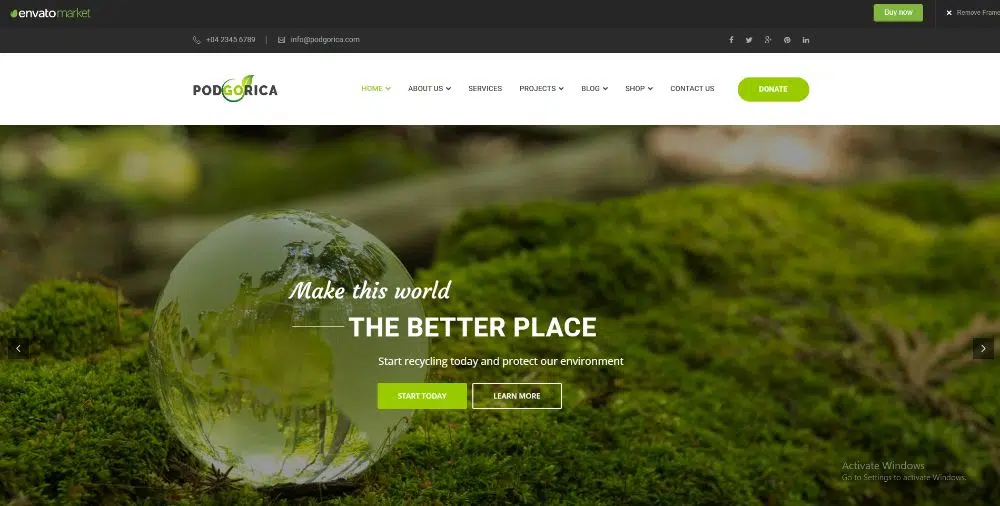 envato market
Buy now
Remove Frame
+04 2345 6789
info@podgorica.com
PODGORICA
HOME
ABOUT US
SERVICES
PROJECTS
BLOG
SHOP
CONTACT US
DONATE
Make this world
THE BETTER PLACE
Start recycling today and protect our environment
START TODAY
LEARN MORE
Activate Windows
Go to Settings to activate Windows.